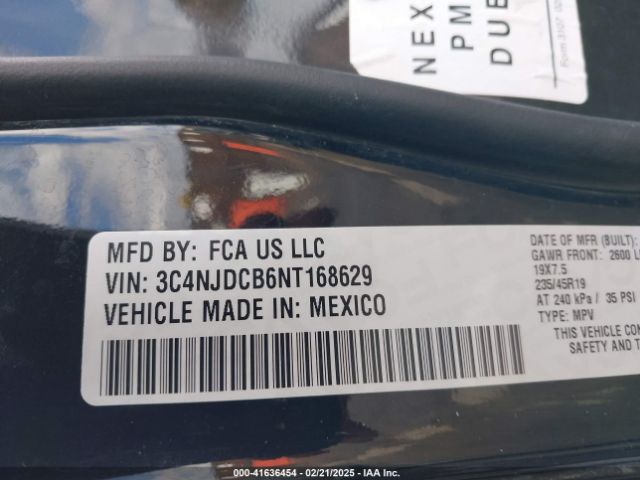 NEX
PM
DUE
MFD BY: FCA US LLC
VIN: 3C4NJDCB6NT168629
VEHICLE MADE IN: MEXICO
DATE OF MFR (BUILT):
GAWR FRONT: 2600 L
19X7.5
235/45R19
AT 240 kPa / 35 PSI
TYPE: MPV
THIS VEHICLE CON
SAFETY AND T
00-41636454 - 02/21/2025 - IAA Inc.